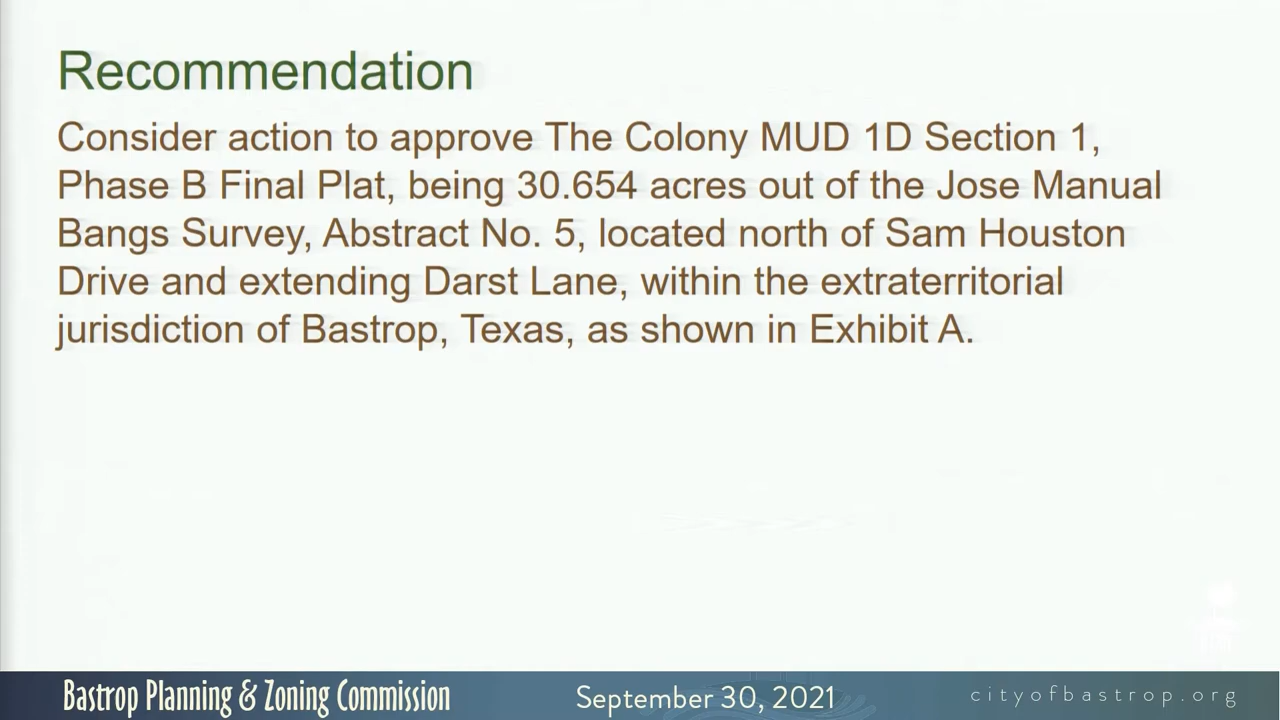 Recommendation
Consider action to approve The Colony MUD 1D Section 1,
Phase B Final Plat, being 30.654 acres out of the Jose Manual
Bangs Survey, Abstract No. 5, located north of Sam Houston
Drive and extending Darst Lane, within the extraterritorial
jurisdiction of Bastrop, Texas, as shown in Exhibit A.
Bastrop Planning & Zoning Commission
September 30, 2021
cityofbastrop.org